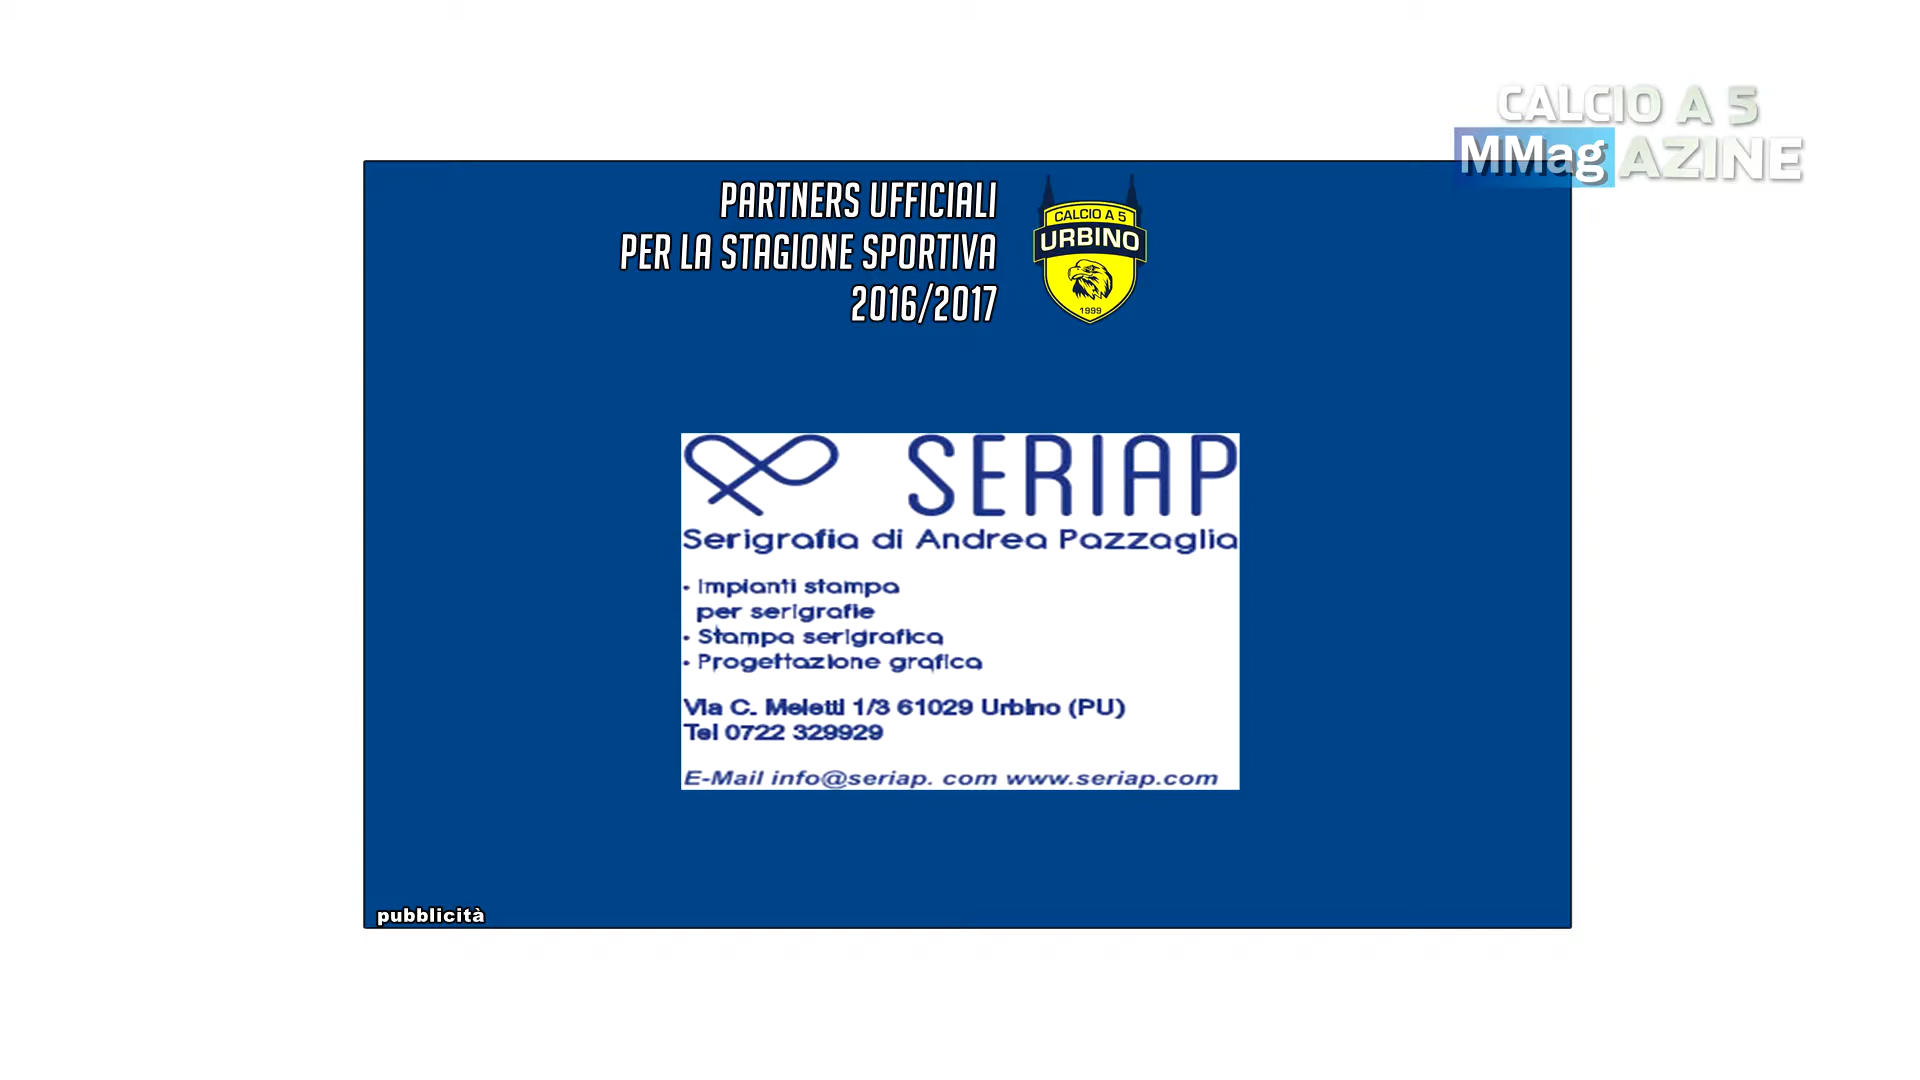 CALCIO A 5
MMagAZINE
PARTNERS UFFICIALI
PER LA STAGIONE SPORTIVA
2016/2017
CALCIO A 5
URBINO
1999
SERIAP
Serigrafia di Andrea Pazzaglia
• Impianti stampa
per serigrafie
• Stampa serigrafica
• Progettazione grafica
Via C. Meletti 1/3 61029 Urbino (PU)
Tel 0722 329929
E-Mail info@seriap. com www.seriap.com
pubblicità